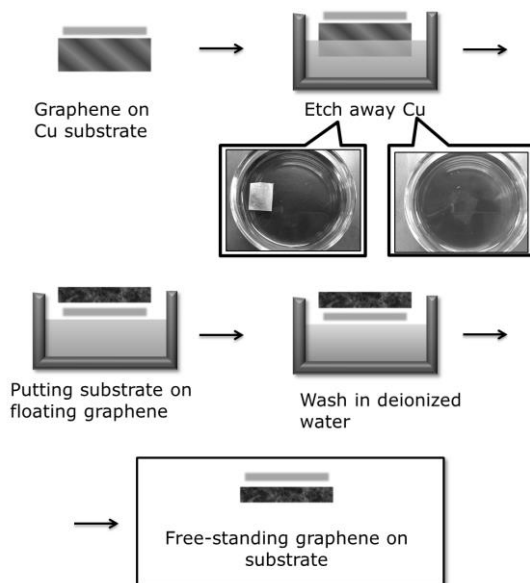 Graphene on
Cu substrate
Etch away Cu
Putting substrate on
floating graphene
Wash in deionized
water
Free-standing graphene on
substrate